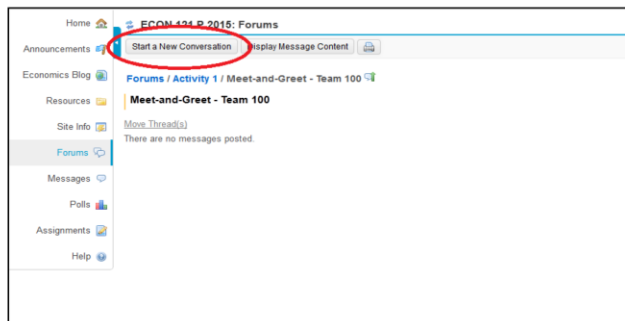 Home
ECON 121 P 2015: Forums
Announcements
Start a New Conversation
Display Message Content
Economics Blog
Forums / Activity 1 / Meet-and-Greet - Team 100
Resources
Meet-and-Greet - Team 100
Site Info
Move Thread(s)
There are no messages posted.
Forums
Messages
Polls
Assignments
Help